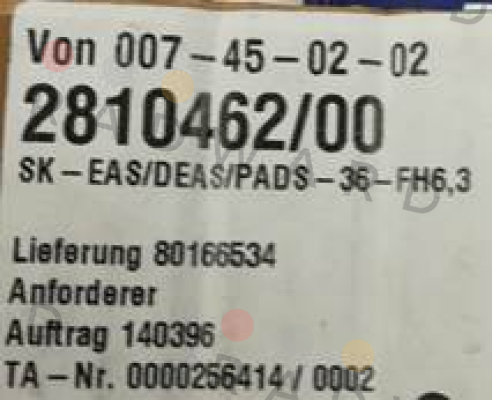 Von 007-45-02-02
2810462/00
SK-EAS/DEAS/PADS-36-FH6,3
Lieferung 80166534
Anforderer
Auftrag 140396
TA-Nr. 0000256414 / 0002